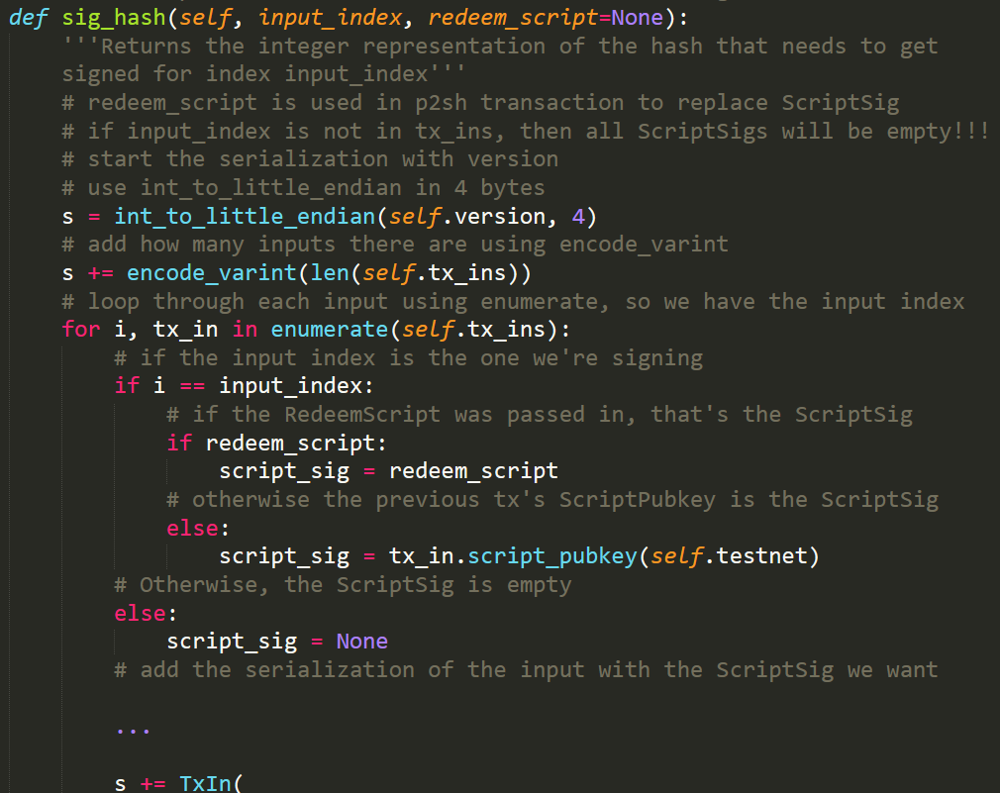 def sig_hash(self, input_index, redeem_script=None):
'''Returns the integer representation of the hash that needs to get
signed for index input_index'''
# redeem_script is used in p2sh transaction to replace ScriptSig
# if input_index is not in tx_ins, then all ScriptSigs will be empty!!!
# start the serialization with version
# use int_to_little_endian in 4 bytes
s = int_to_little_endian(self.version, 4)
# add how many inputs there are using encode_varint
s += encode_varint(len(self.tx_ins))
# loop through each input using enumerate, so we have the input index
for i, tx_in in enumerate(self.tx_ins):
# if the input index is the one we're signing
if i == input_index:
# if the RedeemScript was passed in, that's the ScriptSig
if redeem_script:
script_sig = redeem_script
# otherwise the previous tx's ScriptPubkey is the ScriptSig
else:
script_sig = tx_in.script_pubkey(self.testnet)
# Otherwise, the ScriptSig is empty
else:
script_sig = None
# add the serialization of the input with the ScriptSig we want
...
s += TxIn(